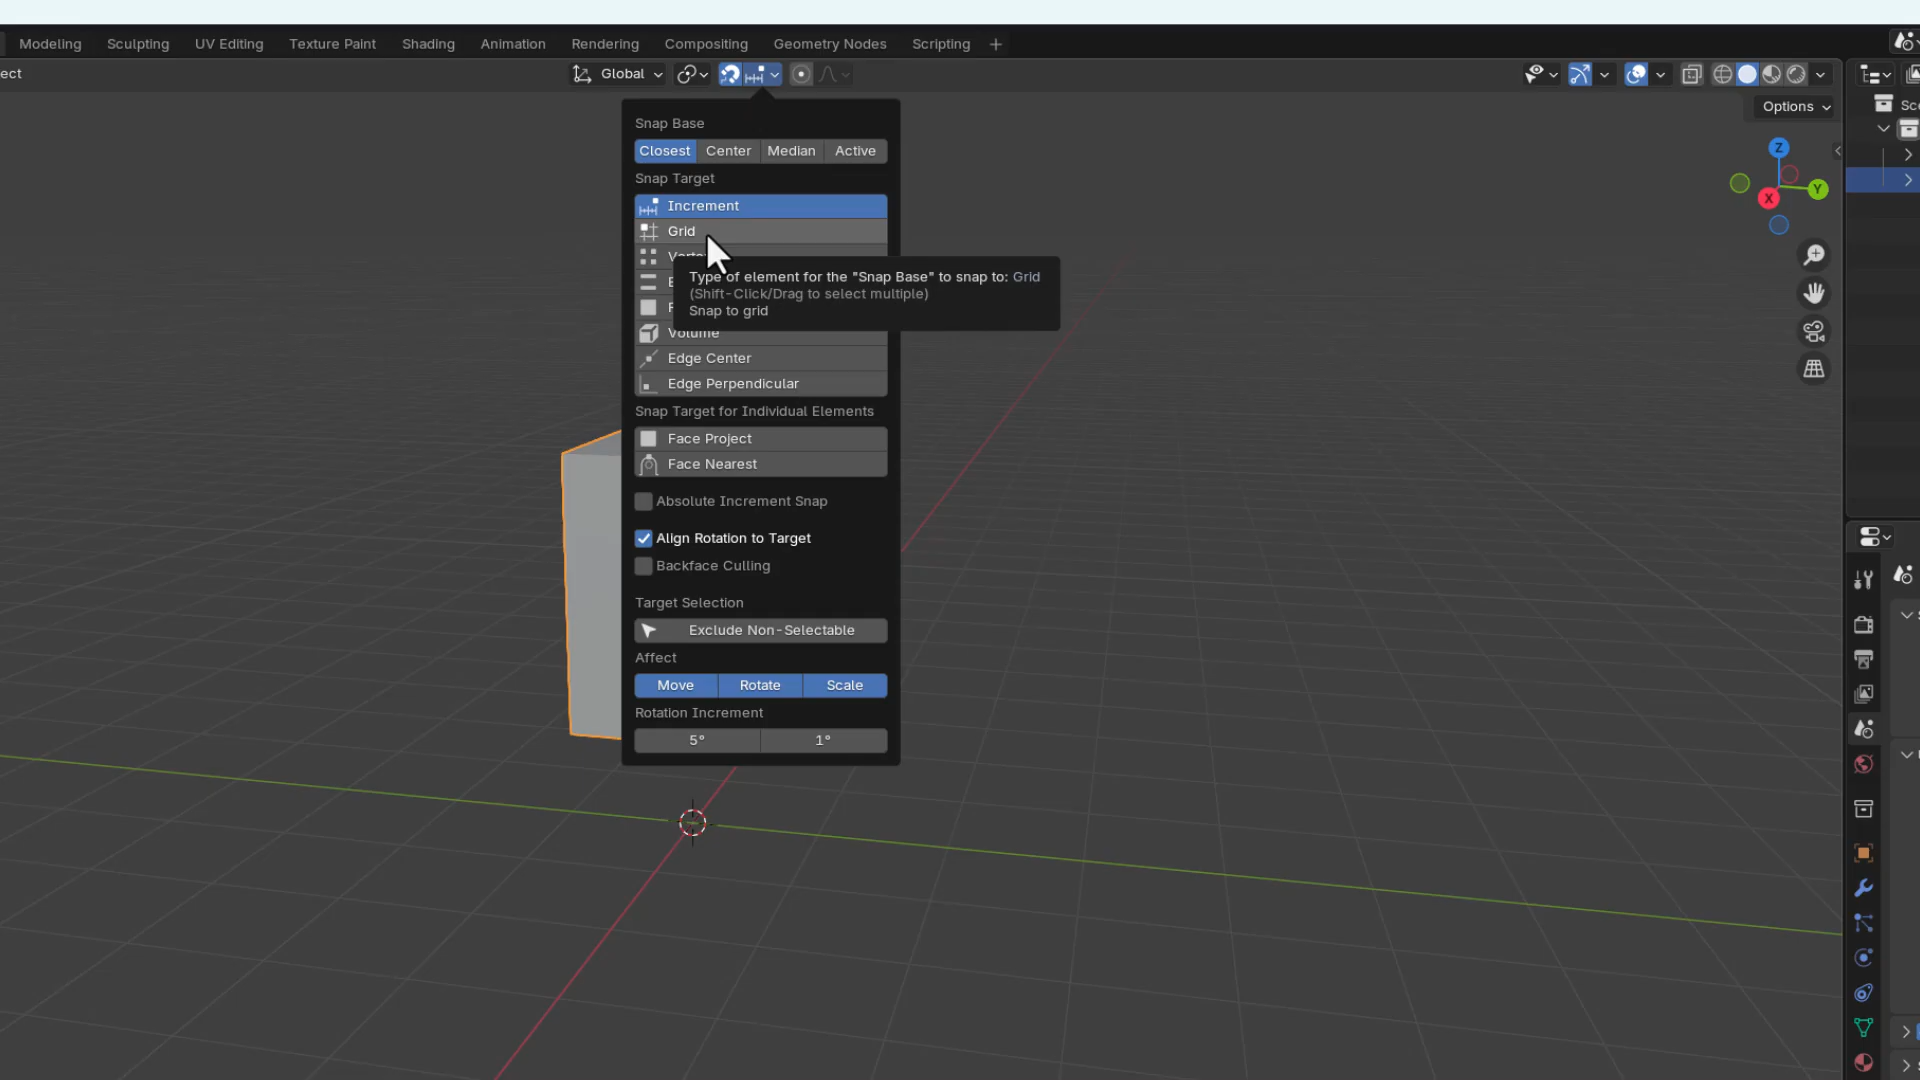 Modeling Sculpting UV Editing Texture Paint Shading Animation Rendering Compositing Geometry Nodes Scripting +
ect Global
Options
Snap Base
Closest Center Median Active
Snap Target
Increment
Grid
Type of element for the "Snap Base" to snap to: Grid
(Shift-Click/Drag to select multiple)
Snap to grid
Volume
Edge Center
Edge Perpendicular
Snap Target for Individual Elements
Face Project
Face Nearest
Absolute Increment Snap
Align Rotation to Target
Backface Culling
Target Selection
Exclude Non-Selectable
Affect
Move Rotate Scale
Rotation Increment
5° 1°
Z
Y
X